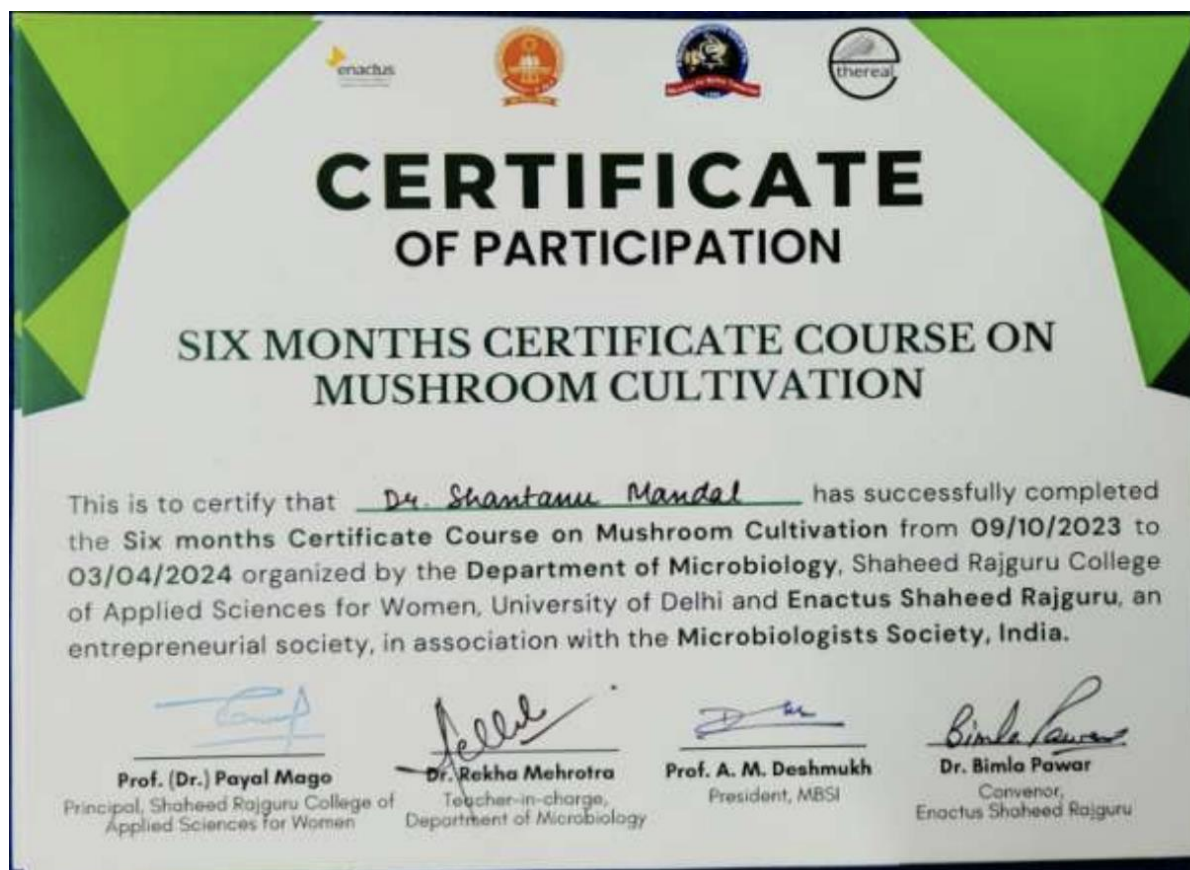 enactus
thereal
CERTIFICATE
OF PARTICIPATION
SIX MONTHS CERTIFICATE COURSE ON
MUSHROOM CULTIVATION
This is to certify that Dr. Shantanu Mandal has successfully completed
the Six months Certificate Course on Mushroom Cultivation from 09/10/2023 to
03/04/2024 organized by the Department of Microbiology, Shaheed Rajguru College
of Applied Sciences for Women, University of Delhi and Enactus Shaheed Rajguru, an
entrepreneurial society, in association with the Microbiologists Society, India.
Bimla Pawar
Prof. (Dr.) Payal Mago
Dr. Rekha Mehrotra
Prof. A. M. Deshmukh
Dr. Bimla Pawar
Principal, Shaheed Rajguru College of
Applied Sciences for Women
Teacher-in-charge,
Department of Microbiology
President, MBSI
Convenor,
Enactus Shaheed Rajguru